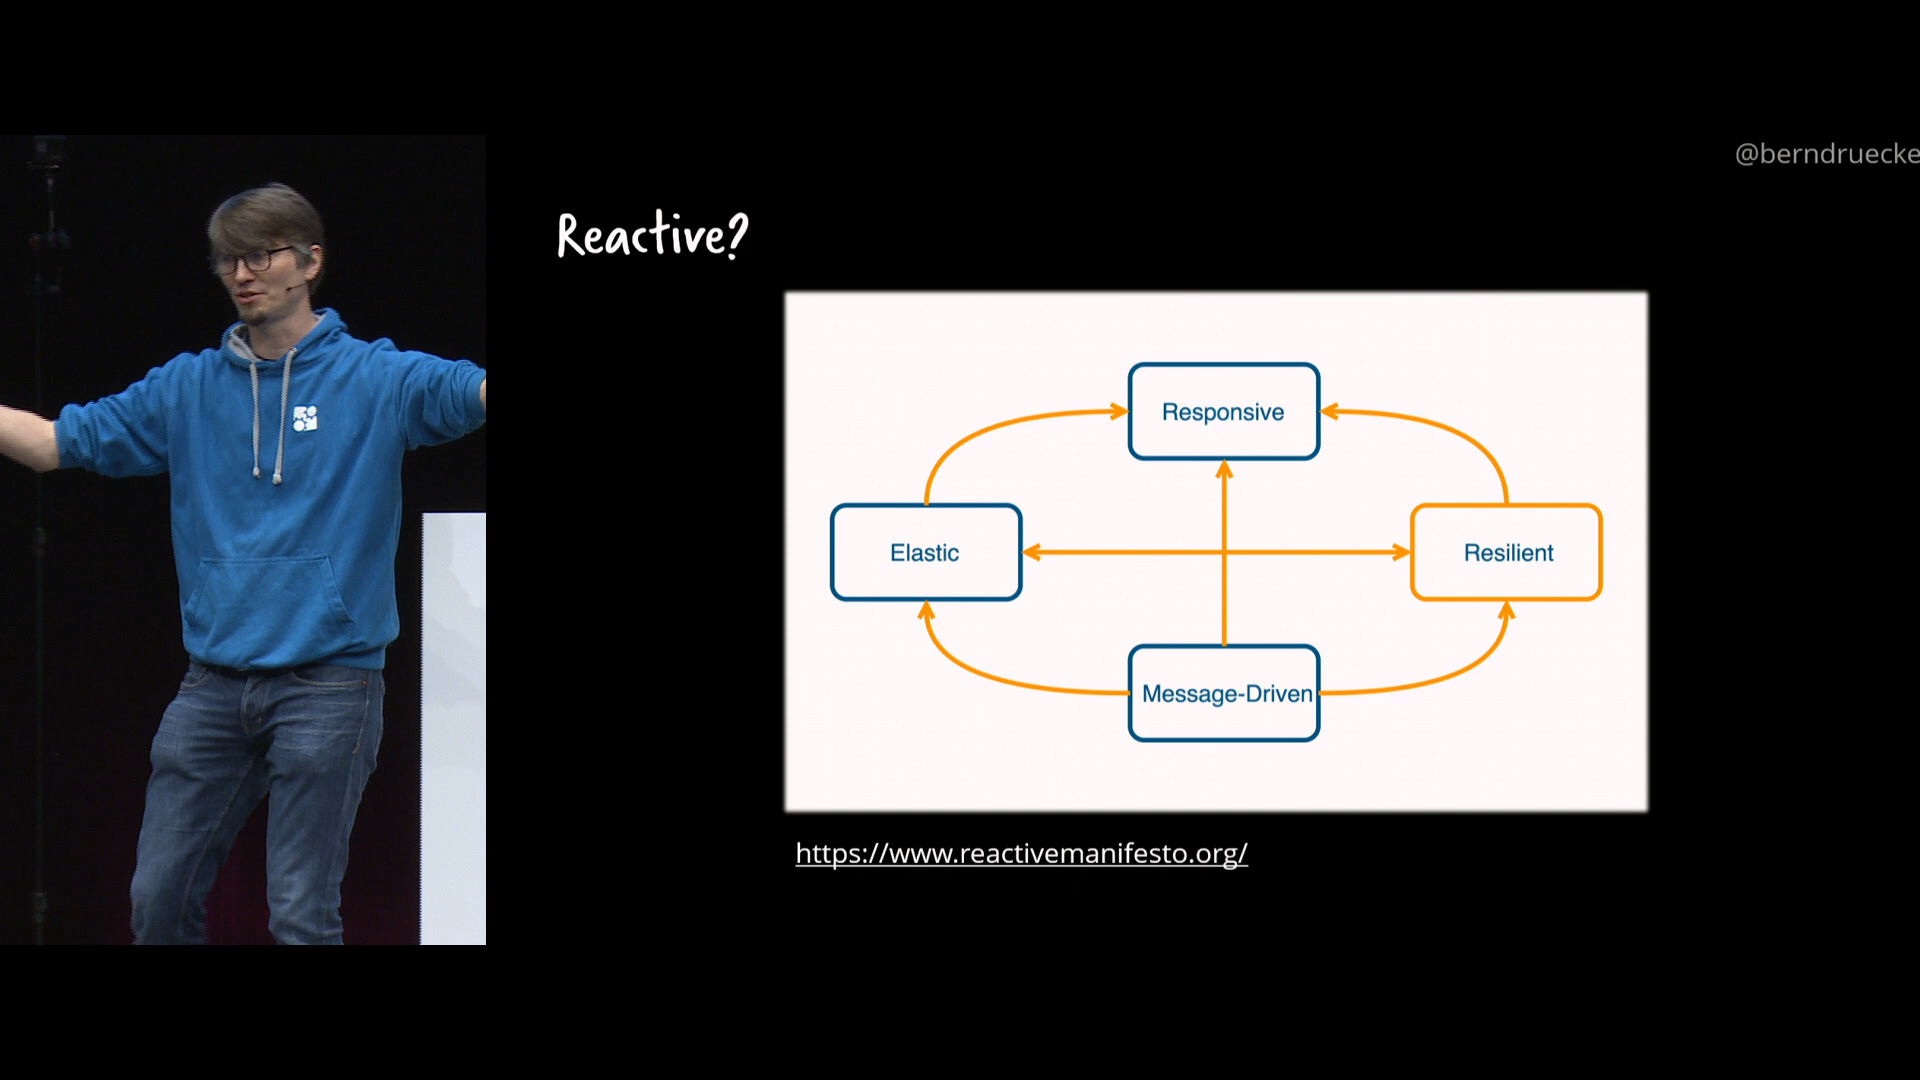 @berndruecke
Reactive?
Responsive
Elastic
Resilient
Message-Driven
https://www.reactivemanifesto.org/